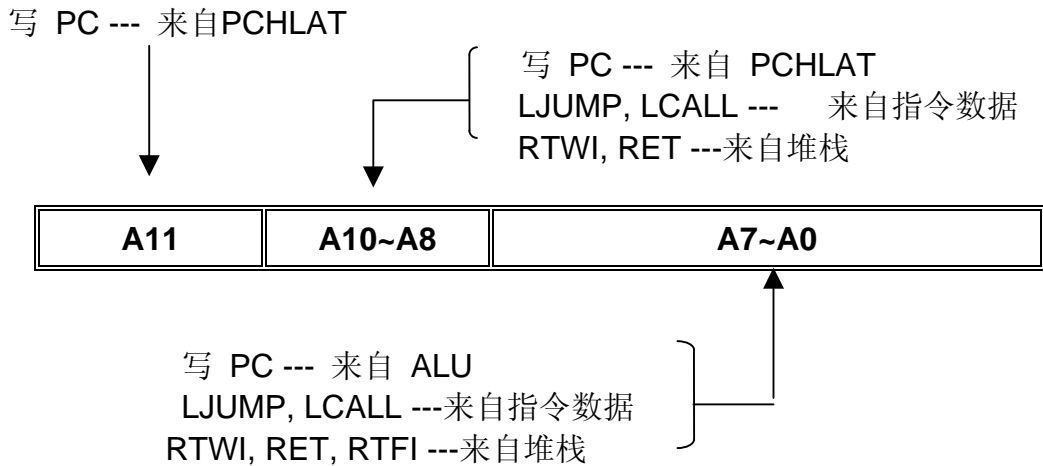 写 PC --- 来自PCHLAT
写 PC --- 来自 PCHLAT
LJUMP, LCALL --- 来自指令数据
RTWI, RET ---来自堆栈
A11 A10~A8 A7~A0
写 PC --- 来自 ALU
LJUMP, LCALL ---来自指令数据
RTWI, RET, RTFI ---来自堆栈